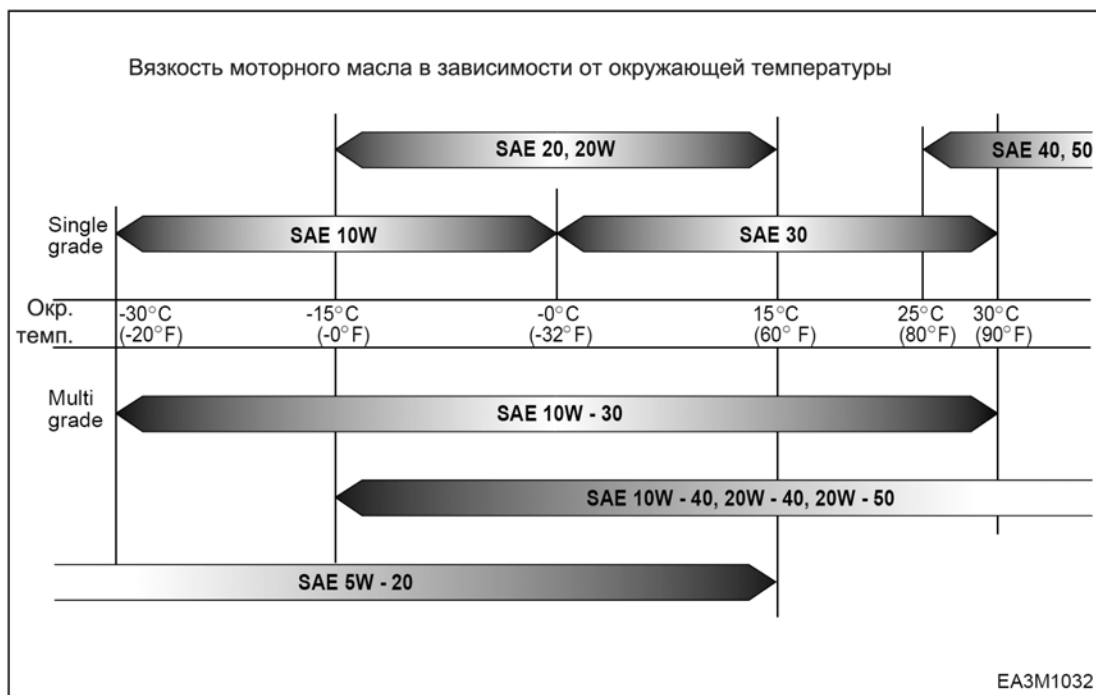 Вязкость моторного масла в зависимости от окружающей температуры
SAE 20, 20W
SAE 40, 50
Single
grade
SAE 10W
SAE 30
Окр.
темп.
-30°C
(-20°F)
-15°C
(-0°F)
-0°C
(-32°F)
15°C
(60° F)
25°C
(80°F)
30°C
(90°F)
Multi
grade
SAE 10W - 30
SAE 10W - 40, 20W - 40, 20W - 50
SAE 5W - 20
EA3M1032